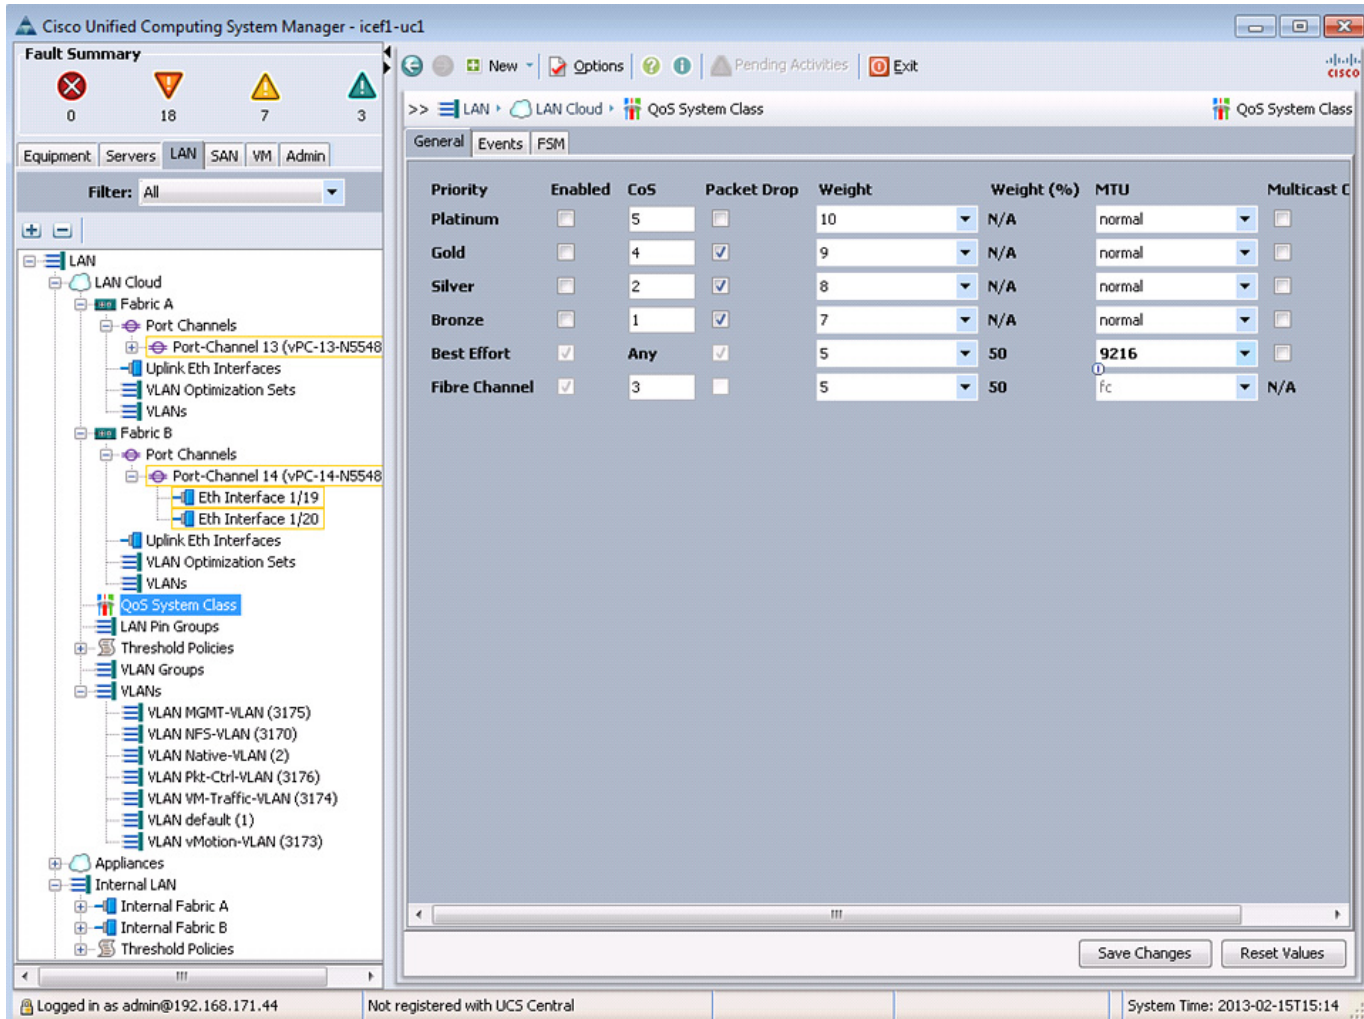 Cisco Unified Computing System Manager - icef1-uc1
Fault Summary
0 18 7 3
New Options Pending Activities Exit
cisco
>> LAN LAN Cloud QoS System Class QoS System Class
Equipment Servers LAN SAN VM Admin
Filter: All
General Events FSM
Priority Enabled CoS Packet Drop Weight Weight (%) MTU Multicast C
Platinum 5 10 N/A normal
Gold 4 9 N/A normal
Silver 2 8 N/A normal
Bronze 1 7 N/A normal
Best Effort Any 5 50 9216
Fibre Channel 3 5 50 fc N/A
LAN
LAN Cloud
Fabric A
Port Channels
Port-Channel 13 (vPC-13-N5548
Uplink Eth Interfaces
VLAN Optimization Sets
VLANs
Fabric B
Port Channels
Port-Channel 14 (vPC-14-N5548
Eth Interface 1/19
Eth Interface 1/20
Uplink Eth Interfaces
VLAN Optimization Sets
VLANs
QoS System Class
LAN Pin Groups
Threshold Policies
VLAN Groups
VLANs
VLAN MGMT-VLAN (3175)
VLAN NFS-VLAN (3170)
VLAN Native-VLAN (2)
VLAN Pkt-Ctrl-VLAN (3176)
VLAN VM-Traffic-VLAN (3174)
VLAN default (1)
VLAN vMotion-VLAN (3173)
Appliances
Internal LAN
Internal Fabric A
Internal Fabric B
Threshold Policies
Save Changes Reset Values
Logged in as admin@192.168.171.44 Not registered with UCS Central System Time: 2013-02-15T15:14